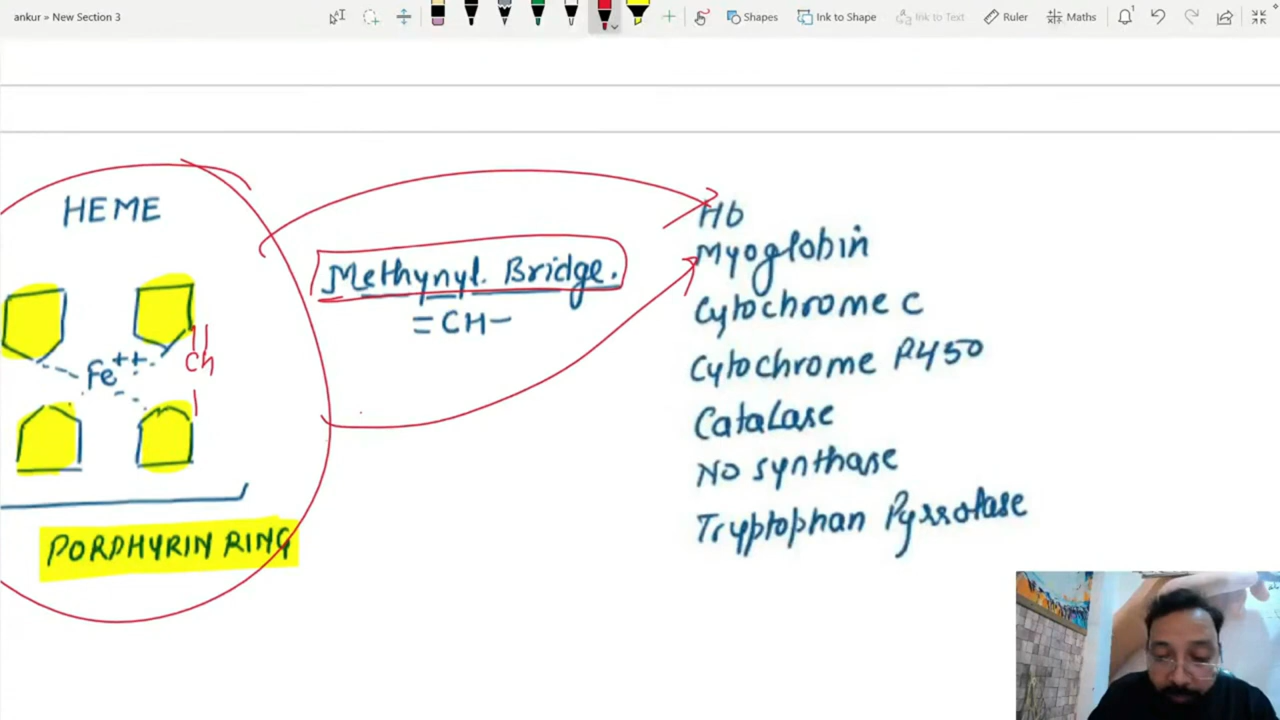 ankur » New Section 3
Shapes
Ink to Shape
Ink to Text
Ruler
Maths
HEME
Methynyl. Bridge.
=CH-
Fe++
Ch
PORPHYRIN RING
Hb
Myoglobin
Cytochrome C
Cytochrome P450
Catalase
NO synthase
Tryptophan Pyrrolase